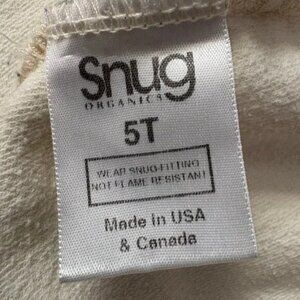 Snug
ORGANICS
5T
WEAR SNUG-FITTING
NOT FLAME RESISTANT
Made In USA
& Canada